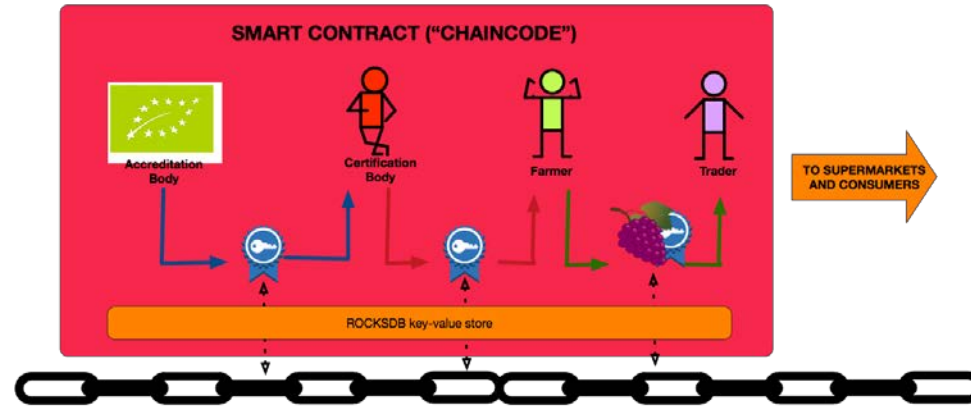 SMART CONTRACT (“CHAINCODE”)
Accreditation
Body
Certification
Body
Farmer
Trader
TO SUPERMARKETS
AND CONSUMERS
ROCKSDB key-value store